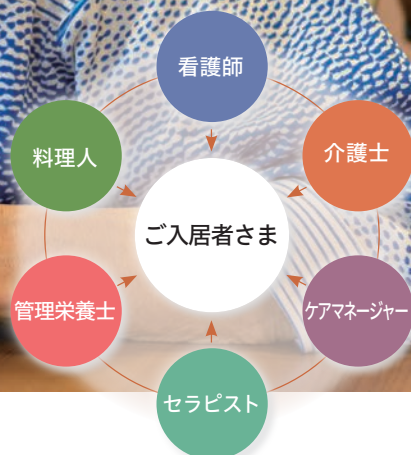 看護師
料理人
介護士
ご入居者さま
管理栄養士
ケアマネージャー
セラピスト